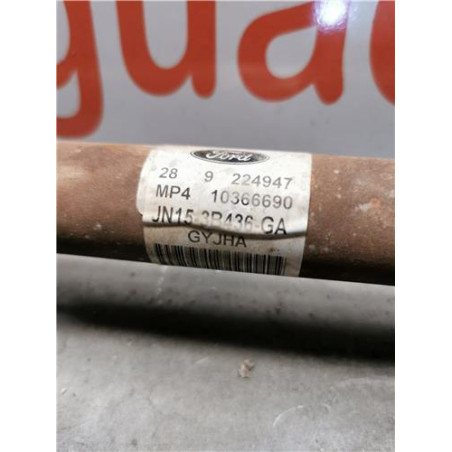 guad
Ford
28 9 224947
MP4 10366690
JN15-3B436-GA
GYJHA